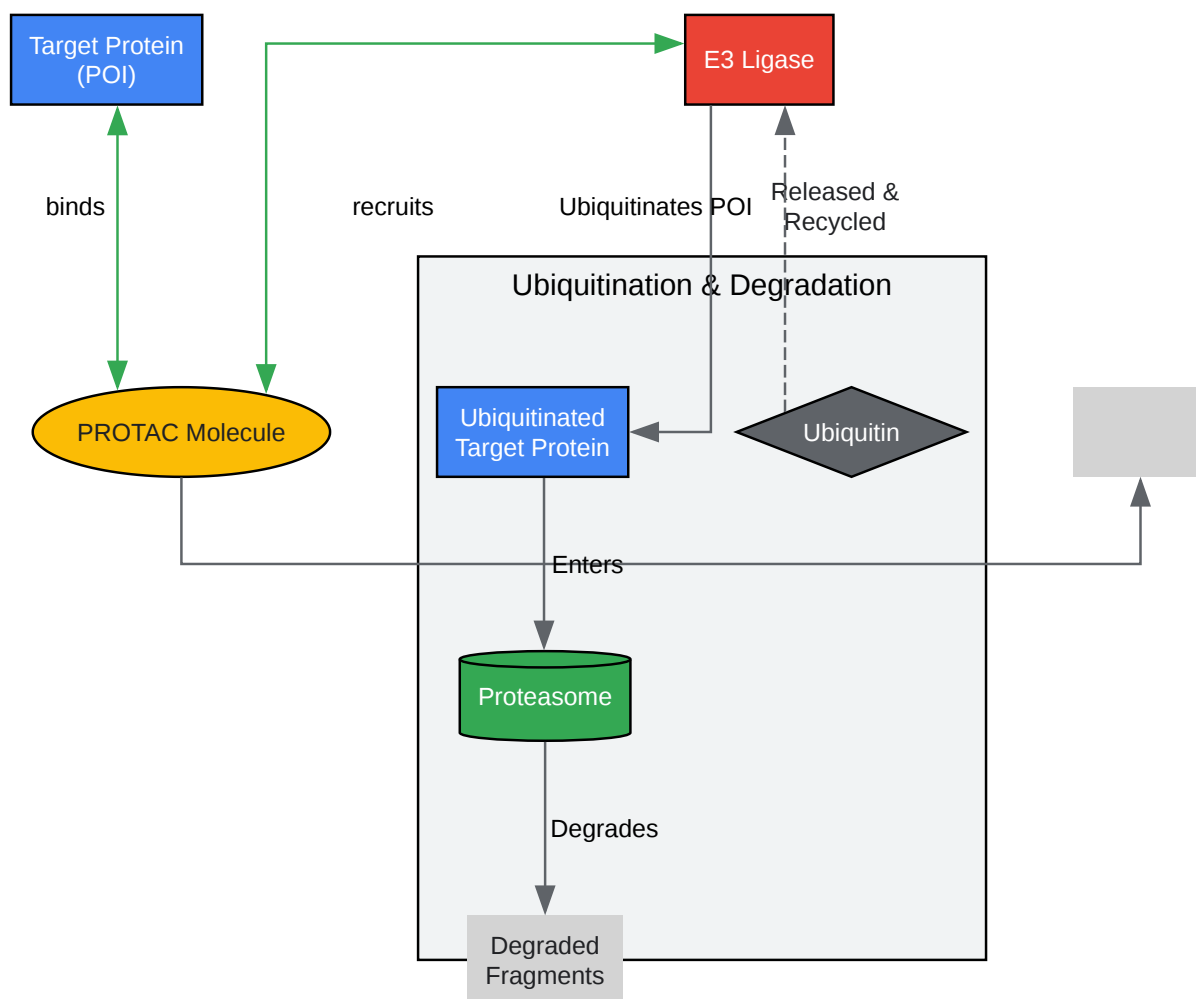 Target Protein
(POI)
E3 Ligase
binds
recruits
Ubiquitinates POI
Released &
Recycled
Ubiquitination & Degradation
PROTAC Molecule
Ubiquitinated
Target Protein
Ubiquitin
Enters
Proteasome
Degrades
Degraded
Fragments